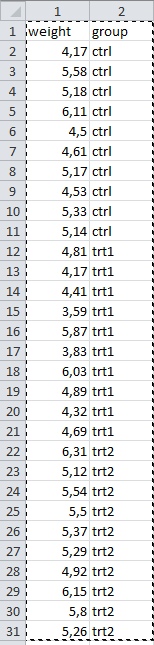 1 2
1 weight group
2 4,17 ctrl
3 5,58 ctrl
4 5,18 ctrl
5 6,11 ctrl
6 4,5 ctrl
7 4,61 ctrl
8 5,17 ctrl
9 4,53 ctrl
10 5,33 ctrl
11 5,14 ctrl
12 4,81 trt1
13 4,17 trt1
14 4,41 trt1
15 3,59 trt1
16 5,87 trt1
17 3,83 trt1
18 6,03 trt1
19 4,89 trt1
20 4,32 trt1
21 4,69 trt1
22 6,31 trt2
23 5,12 trt2
24 5,54 trt2
25 5,5 trt2
26 5,37 trt2
27 5,29 trt2
28 4,92 trt2
29 6,15 trt2
30 5,8 trt2
31 5,26 trt2